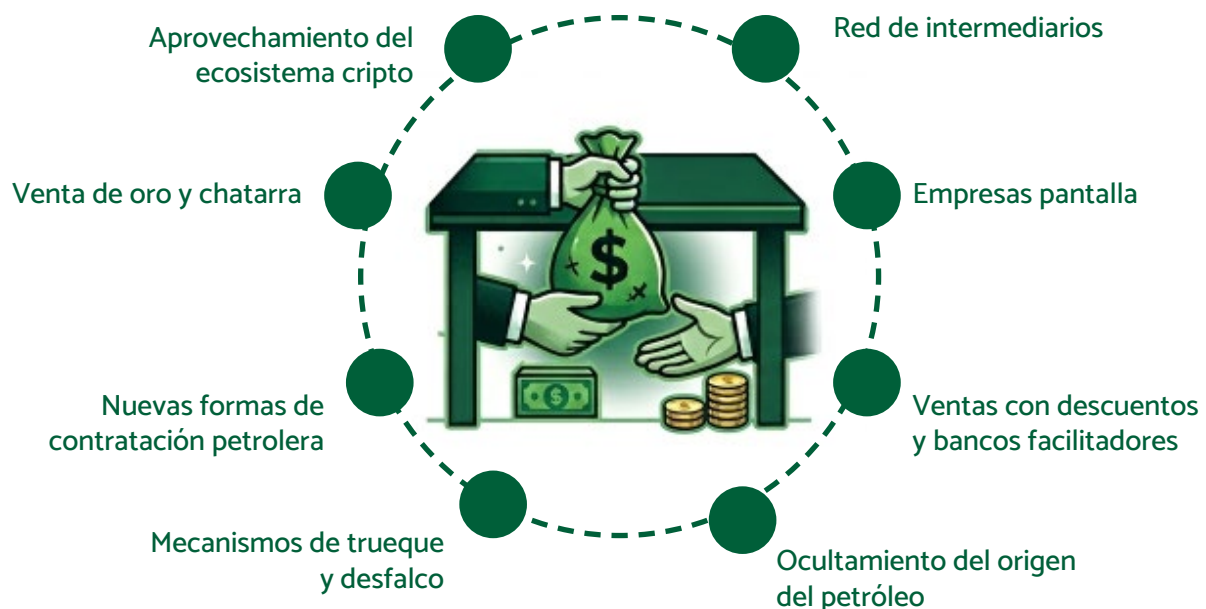 Aprovechamiento del
ecosistema cripto
Red de intermediarios
Venta de oro y chatarra
Empresas pantalla
$
$
Nuevas formas de
contratación petrolera
Ventas con descuentos
y bancos facilitadores
Mecanismos de trueque
y desfalco
Ocultamiento del origen
del petróleo